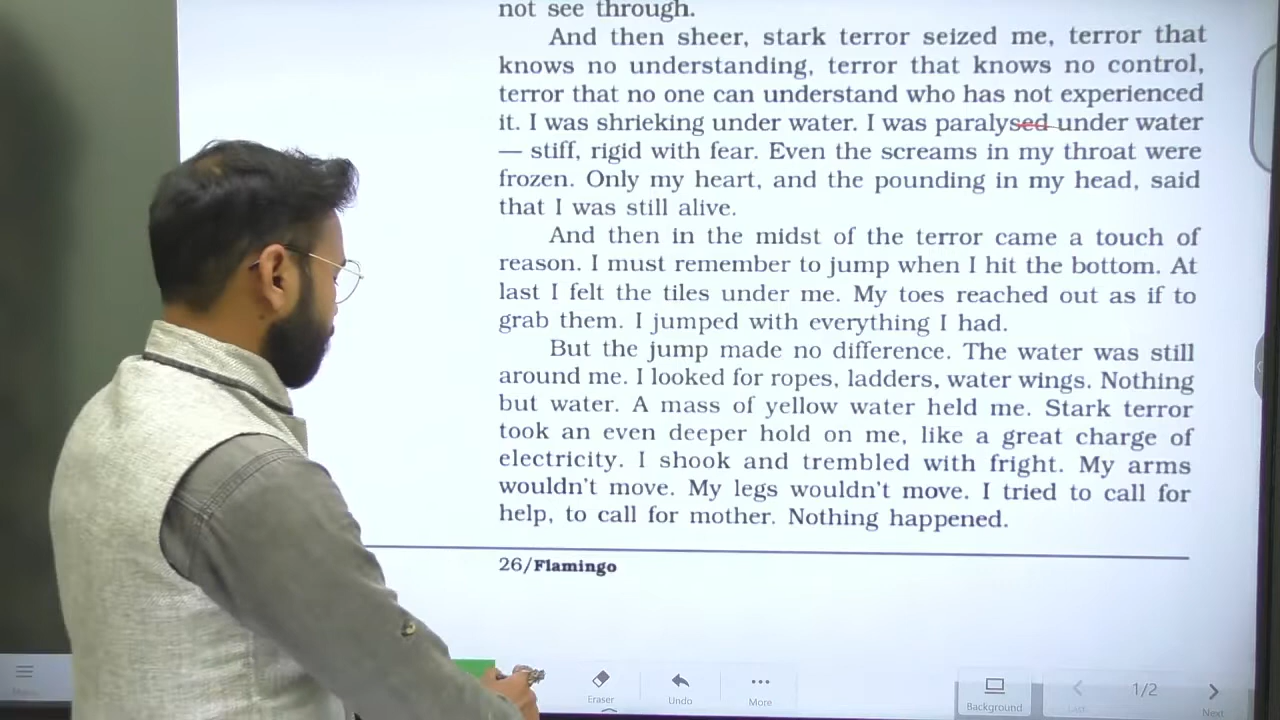 not see through.
And then sheer, stark terror seized me, terror that
knows no understanding, terror that knows no control,
terror that no one can understand who has not experienced
it. I was shrieking under water. I was paralysed under water
— stiff, rigid with fear. Even the screams in my throat were
frozen. Only my heart, and the pounding in my head, said
that I was still alive.
And then in the midst of the terror came a touch of
reason. I must remember to jump when I hit the bottom. At
last I felt the tiles under me. My toes reached out as if to
grab them. I jumped with everything I had.
But the jump made no difference. The water was still
around me. I looked for ropes, ladders, water wings. Nothing
but water. A mass of yellow water held me. Stark terror
took an even deeper hold on me, like a great charge of
electricity. I shook and trembled with fright. My arms
wouldn't move. My legs wouldn't move. I tried to call for
help, to call for mother. Nothing happened.
26/Flamingo
Eraser
Undo
More
Background
Last
1/2
Next